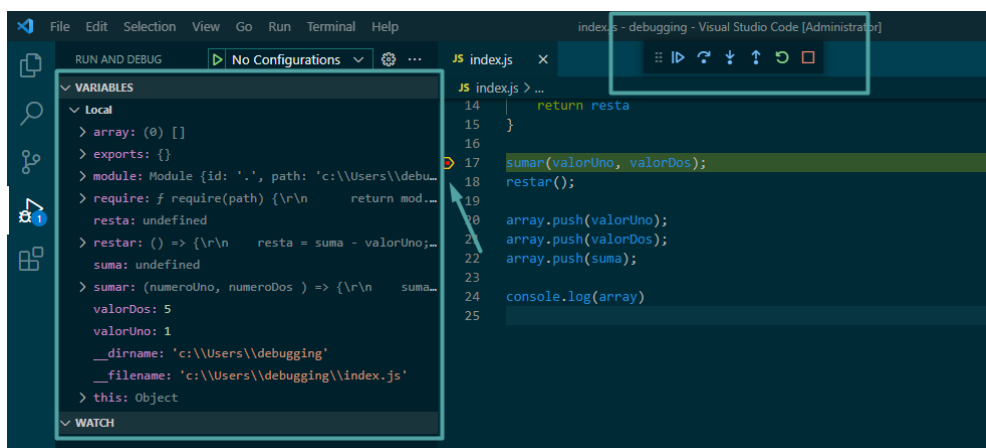 File Edit Selection View Go Run Terminal Help
index.js - debugging - Visual Studio Code [Administrator]
RUN AND DEBUG
No Configurations
JS index.js
JS index.js > ...
VARIABLES
Local
array: (0) []
exports: {}
module: Module {id: '.', path: 'c:\\Users\\debu…
require: ƒ require(path) {\r\n      return mod.…
resta: undefined
restar: () => {\r\n    resta = suma - valorUno;…
suma: undefined
sumar: (numeroUno, numeroDos ) => {\r\n    suma…
valorDos: 5
valorUno: 1
__dirname: 'c:\\Users\\debugging'
__filename: 'c:\\Users\\debugging\\index.js'
this: Object
WATCH
1
14     return resta
15 }
16
17 sumar(valorUno, valorDos);
18 restar();
19
20 array.push(valorUno);
21 array.push(valorDos);
22 array.push(suma);
23
24 console.log(array)
25